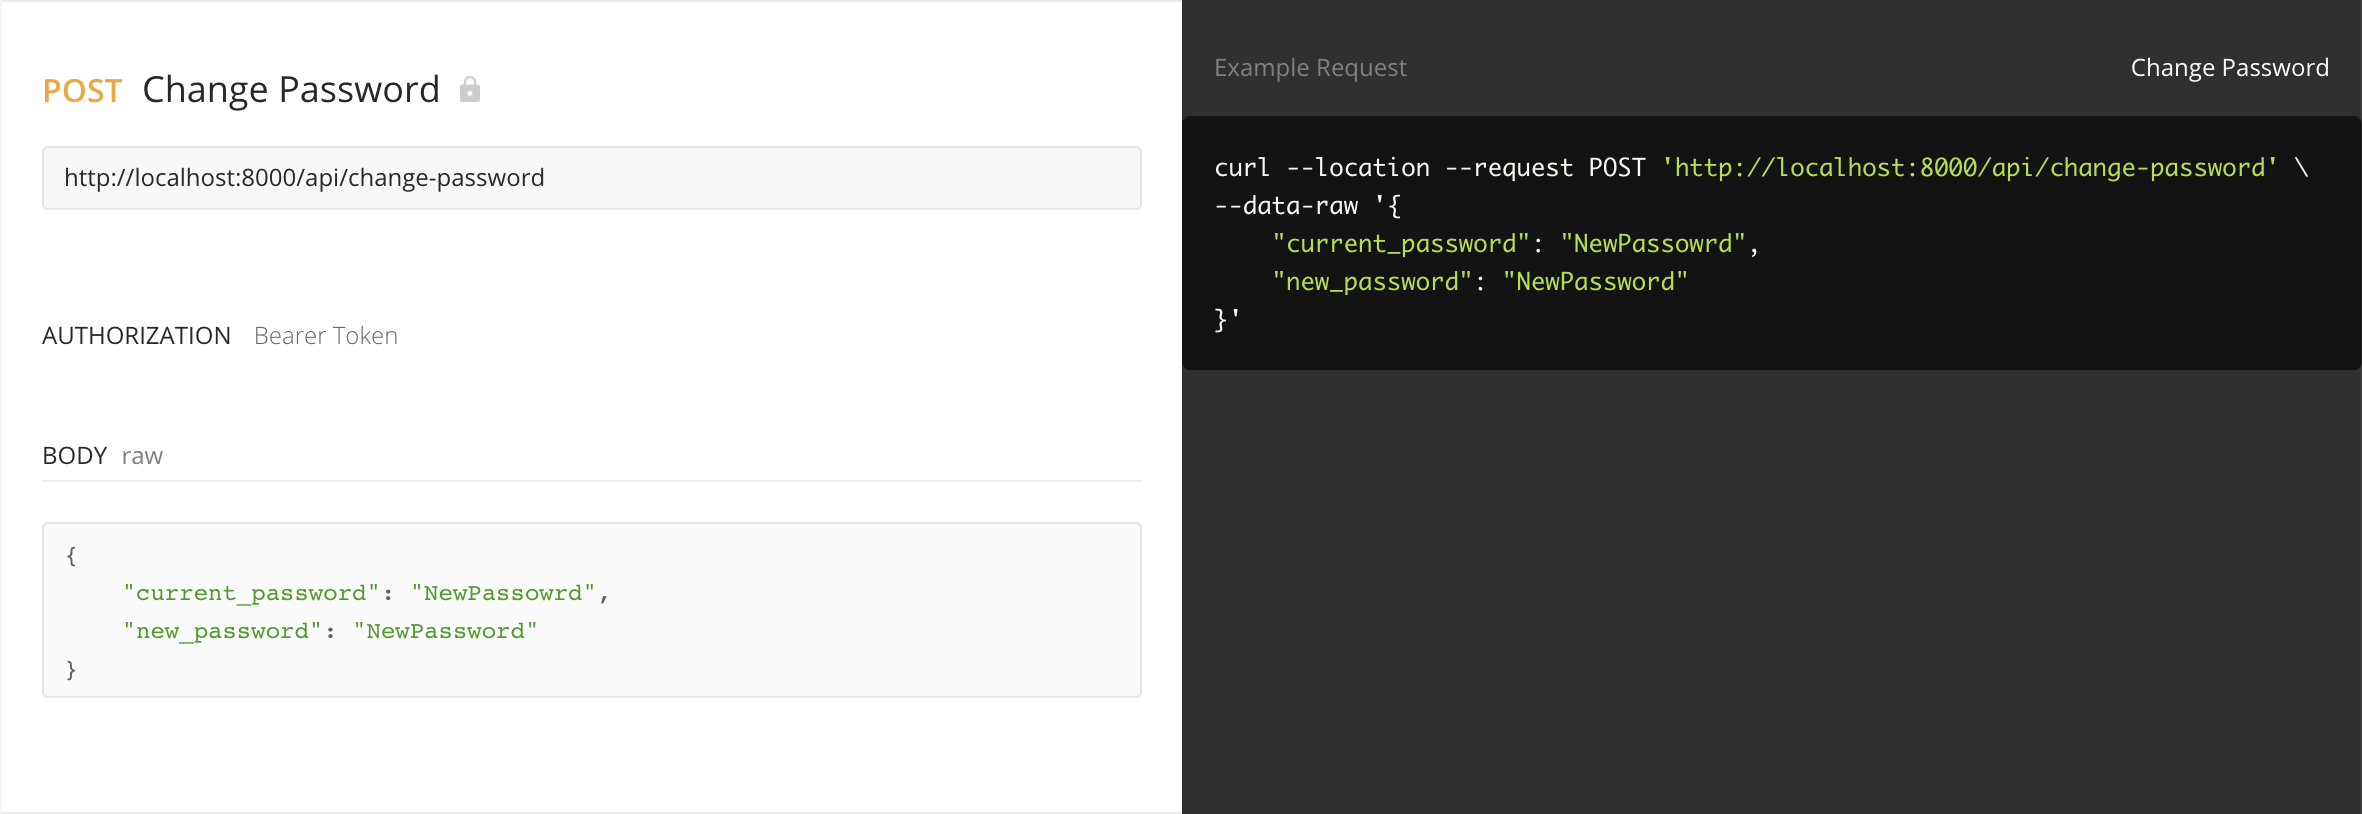 POST Change Password
http://localhost:8000/api/change-password
AUTHORIZATION Bearer Token
BODY raw
{
    "current_password": "NewPassowrd",
    "new_password": "NewPassword"
}
Example Request
Change Password
curl --location --request POST 'http://localhost:8000/api/change-password' \
--data-raw '{
    "current_password": "NewPassowrd",
    "new_password": "NewPassword"
}'